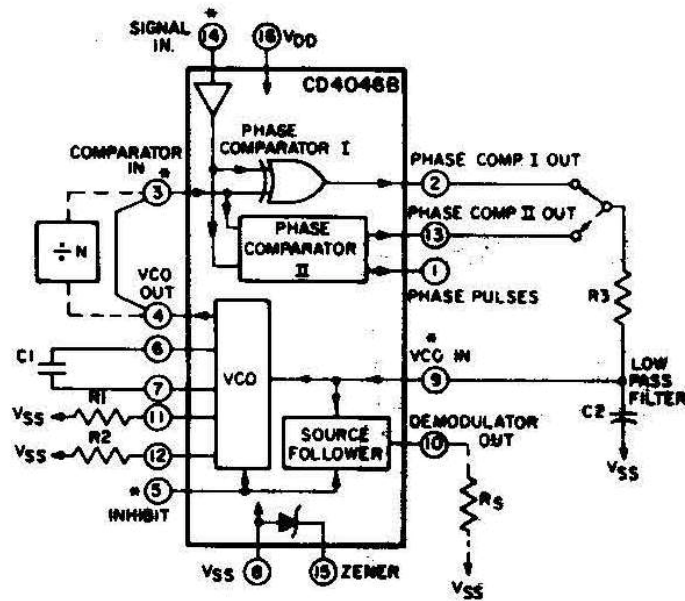 *
SIGNAL
IN.
14
16
VDD
CD4046B
PHASE
COMPARATOR I
COMPARATOR
IN
*
3
PHASE COMP I OUT
2
PHASE COMP II OUT
13
PHASE
COMPARATOR
II
÷ N
1
PHASE PULSES
VCO
OUT
4
R3
6
C1
VCO
*
VCO IN
9
LOW
PASS
FILTER
7
R1
VSS
11
DEMODULATOR
OUT
10
C2
R2
VSS
12
SOURCE
FOLLOWER
VSS
* 5
INHIBIT
RS
VSS
8
15
ZENER
VSS